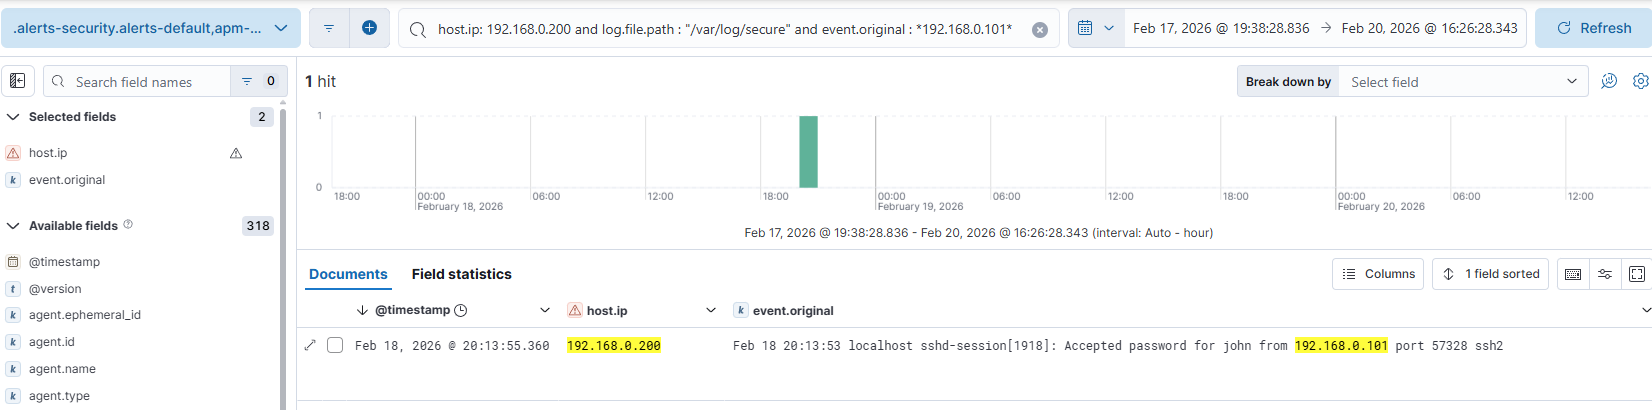 .alerts-security.alerts-default,apm-...
host.ip: 192.168.0.200 and log.file.path : "/var/log/secure" and event.original : *192.168.0.101*
Feb 17, 2026 @ 19:38:28.836 → Feb 20, 2026 @ 16:26:28.343
Refresh
Search field names
0
1 hit
Break down by
Select field
Selected fields
2
host.ip
k event.original
Available fields
318
@timestamp
t @version
k agent.ephemeral_id
k agent.id
k agent.name
k agent.type
1
0
18:00
00:00
February 18, 2026
06:00
12:00
18:00
00:00
February 19, 2026
06:00
12:00
18:00
00:00
February 20, 2026
06:00
12:00
Feb 17, 2026 @ 19:38:28.836 - Feb 20, 2026 @ 16:26:28.343 (interval: Auto - hour)
Documents
Field statistics
Columns
1 field sorted
@timestamp
host.ip
k event.original
Feb 18, 2026 @ 20:13:55.360 192.168.0.200 Feb 18 20:13:53 localhost sshd-session[1918]: Accepted password for john from 192.168.0.101 port 57328 ssh2